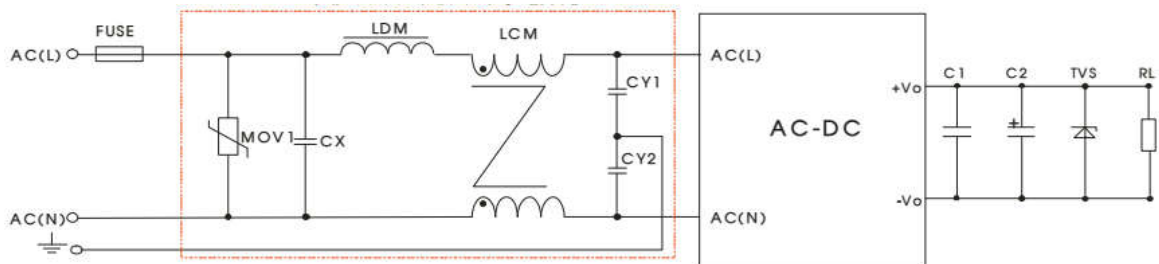 FUSE
LDM
LCM
AC(L)
AC(L)
C1
C2
TVS
RL
+Vo
CY1
MOV1
CX
AC-DC
+
CY2
AC(N)
AC(N)
-Vo